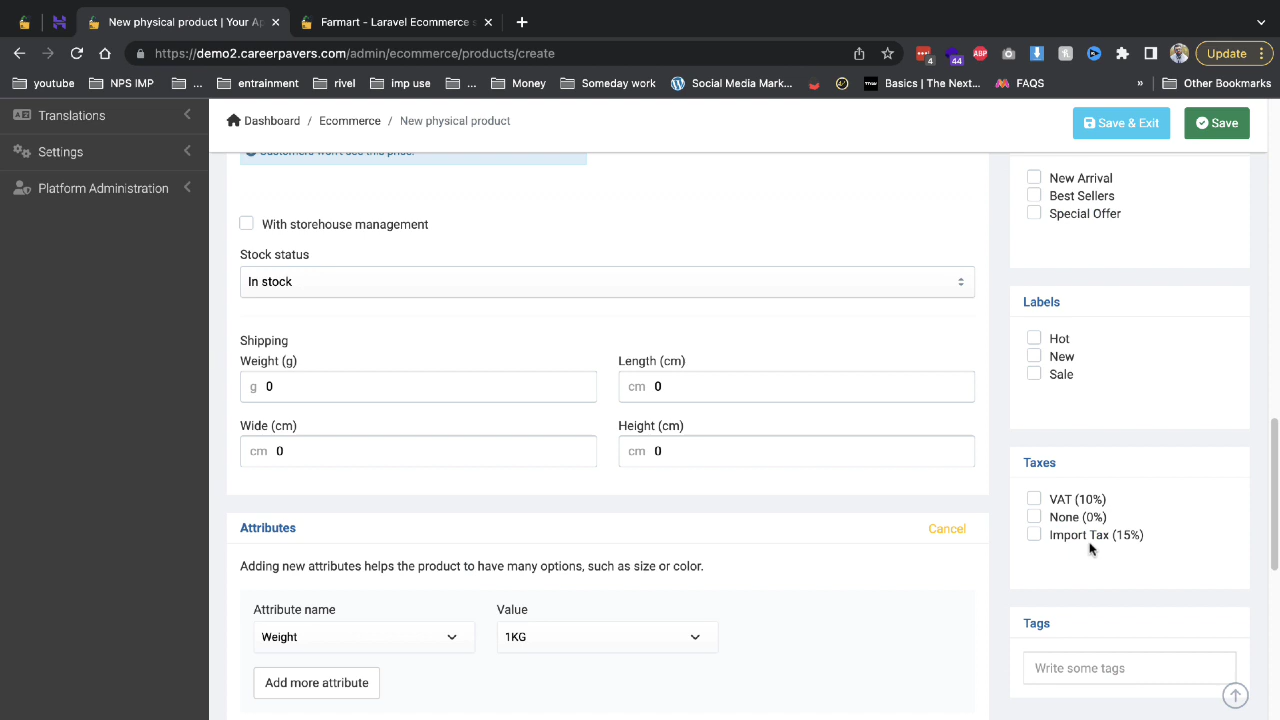 New physical product | Your Ap
Farmart - Laravel Ecommerce s
https://demo2.careerpavers.com/admin/ecommerce/products/create
4
44
ABP
Update
youtube
NPS IMP
...
entrainment
rivel
Imp use
...
Money
Someday work
Social Media Mark...
Basics | The Next...
FAQS
»
Other Bookmarks
Translations
Settings
Platform Administration
Dashboard / Ecommerce / New physical product
Save & Exit
Save
Customers won't see this price.
With storehouse management
Stock status
In stock
Shipping
Weight (g)
Length (cm)
g 0
cm 0
Wide (cm)
Height (cm)
cm 0
cm 0
Attributes
Cancel
Adding new attributes helps the product to have many options, such as size or color.
Attribute name
Value
Weight
1KG
Add more attribute
New Arrival
Best Sellers
Special Offer
Labels
Hot
New
Sale
Taxes
VAT (10%)
None (0%)
Import Tax (15%)
Tags
Write some tags